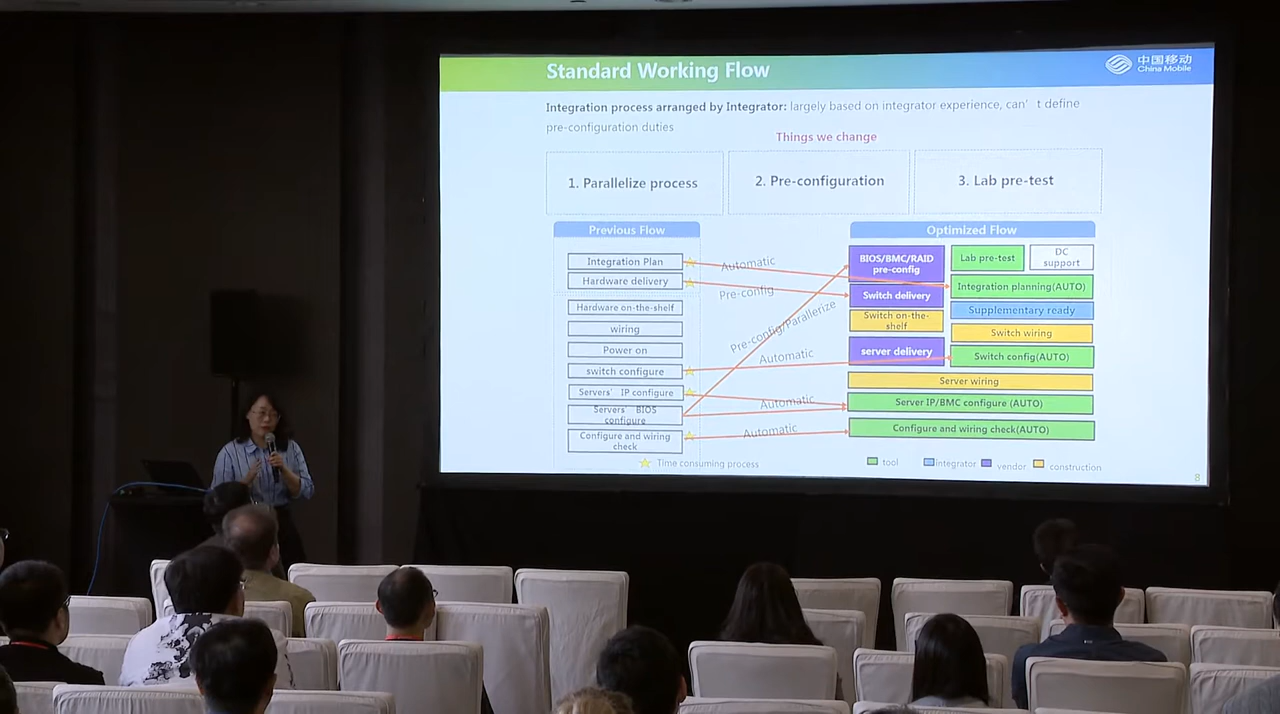 Standard Working Flow
中国移动
China Mobile
Integration process arranged by Integrator: largely based on integrator experience, can' t define
pre-configuration duties
Things we change
1. Parallelize process
2. Pre-configuration
3. Lab pre-test
Previous Flow
Integration Plan
Hardware delivery
Hardware on-the-shelf
wiring
Power on
switch configure
Servers' IP configure
Servers' BIOS
configure
Configure and wiring
check
Time consuming process
Automatic
Pre-config
Pre-config/Parallerize
Automatic
Automatic
Automatic
Optimized Flow
BIOS/BMC/RAID
pre-config
Lab pre-test
DC
support
Integration planning(AUTO)
Switch delivery
Supplementary ready
Switch on-the-
shelf
Switch wiring
server delivery
Switch config(AUTO)
Server wiring
Server IP/BMC configure (AUTO)
Configure and wiring check(AUTO)
tool
integrator
vendor
construction
8